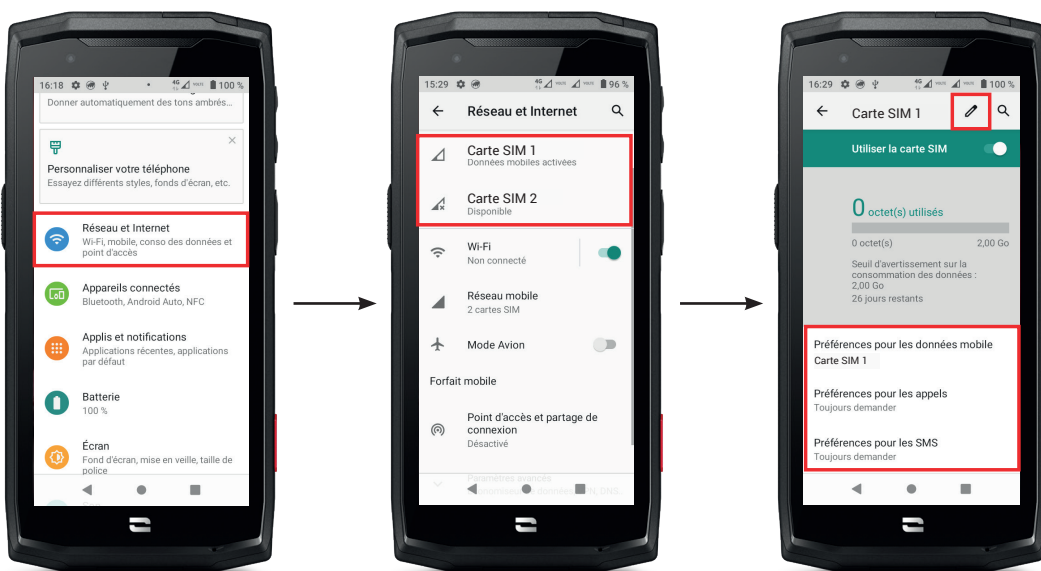 16:18
100 %
Donner automatiquement des tons ambrés...
Personnaliser votre téléphone
Essayez différents styles, fonds d'écran, etc.
Réseau et Internet
Wi-Fi, mobile, conso des données et
point d'accès
Appareils connectés
Bluetooth, Android Auto, NFC
Applis et notifications
Applications récentes, applications
par défaut
Batterie
100 %
Écran
Fond d'écran, mise en veille, taille de
police
15:29
4G
96 %
Réseau et Internet
Carte SIM 1
Données mobiles activées
Carte SIM 2
Disponible
Wi-Fi
Non connecté
Réseau mobile
2 cartes SIM
Mode Avion
Forfait mobile
Point d'accès et partage de
connexion
Désactivé
Paramètres avancés
16:29
4G
100 %
Carte SIM 1
Utiliser la carte SIM
0 octet(s) utilisés
0 octet(s) 2,00 Go
Seuil d'avertissement sur la
consommation des données :
2,00 Go
26 jours restants
Préférences pour les données mobile
Carte SIM 1
Préférences pour les appels
Toujours demander
Préférences pour les SMS
Toujours demander